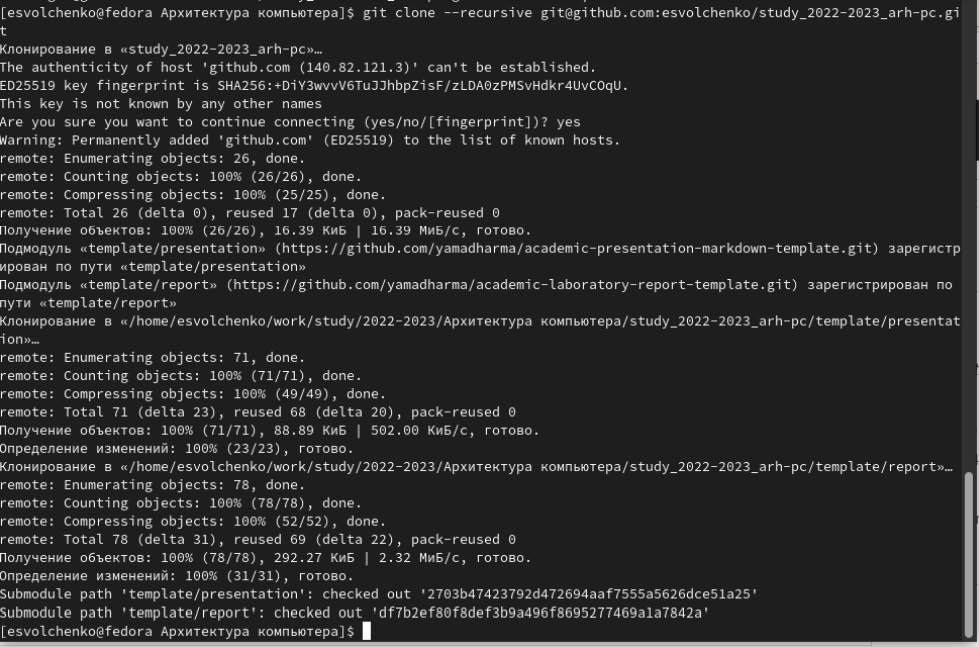 [esvolchenko@fedora Архитектура компьютера]$ git clone --recursive git@github.com:esvolchenko/study_2022-2023_arh-pc.gi
t
Клонирование в «study_2022-2023_arh-pc»…
The authenticity of host 'github.com (140.82.121.3)' can't be established.
ED25519 key fingerprint is SHA256:+DiY3wvvV6TuJJhbpZisF/zLDA0zPMSvHdkr4UvCOqU.
This key is not known by any other names
Are you sure you want to continue connecting (yes/no/[fingerprint])? yes
Warning: Permanently added 'github.com' (ED25519) to the list of known hosts.
remote: Enumerating objects: 26, done.
remote: Counting objects: 100% (26/26), done.
remote: Compressing objects: 100% (25/25), done.
remote: Total 26 (delta 0), reused 17 (delta 0), pack-reused 0
Получение объектов: 100% (26/26), 16.39 КиБ | 16.39 МиБ/с, готово.
Подмодуль «template/presentation» (https://github.com/yamadharma/academic-presentation-markdown-template.git) зарегистр
ирован по пути «template/presentation»
Подмодуль «template/report» (https://github.com/yamadharma/academic-laboratory-report-template.git) зарегистрирован по
пути «template/report»
Клонирование в «/home/esvolchenko/work/study/2022-2023/Архитектура компьютера/study_2022-2023_arh-pc/template/presentat
ion»…
remote: Enumerating objects: 71, done.
remote: Counting objects: 100% (71/71), done.
remote: Compressing objects: 100% (49/49), done.
remote: Total 71 (delta 23), reused 68 (delta 20), pack-reused 0
Получение объектов: 100% (71/71), 88.89 КиБ | 502.00 КиБ/с, готово.
Определение изменений: 100% (23/23), готово.
Клонирование в «/home/esvolchenko/work/study/2022-2023/Архитектура компьютера/study_2022-2023_arh-pc/template/report»…
remote: Enumerating objects: 78, done.
remote: Counting objects: 100% (78/78), done.
remote: Compressing objects: 100% (52/52), done.
remote: Total 78 (delta 31), reused 69 (delta 22), pack-reused 0
Получение объектов: 100% (78/78), 292.27 КиБ | 2.32 МиБ/с, готово.
Определение изменений: 100% (31/31), готово.
Submodule path 'template/presentation': checked out '2703b47423792d472694aaf7555a5626dce51a25'
Submodule path 'template/report': checked out 'df7b2ef80f8def3b9a496f8695277469a1a7842a'
[esvolchenko@fedora Архитектура компьютера]$